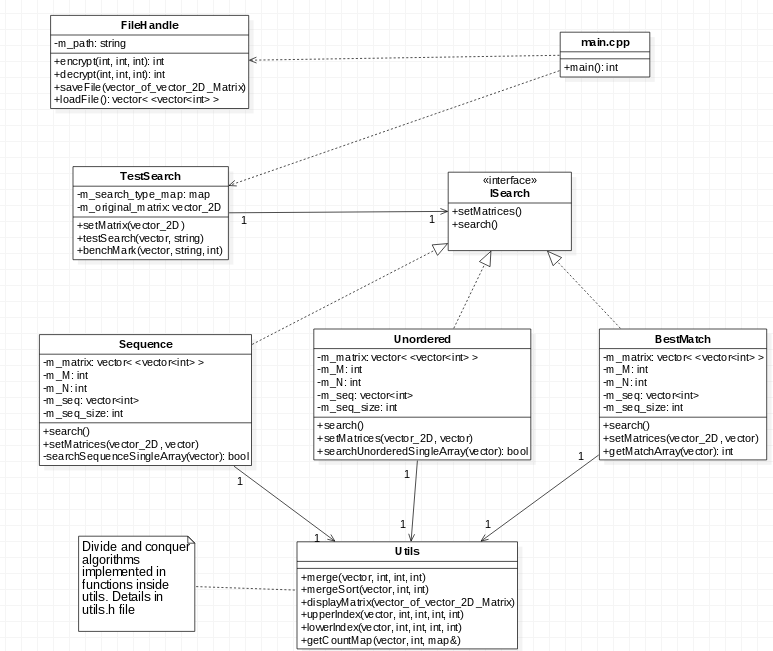 FileHandle
-m_path: string
+encrypt(int, int, int): int
+decrypt(int, int, int): int
+saveFile(vector_of_vector_2D_Matrix)
+loadFile(): vector< <vector<int> >
main.cpp
+main(): int
TestSearch
-m_search_type_map: map
-m_original_matrix: vector_2D
+setMatrix(vector_2D)
+testSearch(vector, string)
+benchMark(vector, string, int)
1
1
«interface»
ISearch
+setMatrices()
+search()
Sequence
-m_matrix: vector< <vector<int> >
-m_M: int
-m_N: int
-m_seq: vector<int>
-m_seq_size: int
+search()
+setMatrices(vector_2D, vector)
-searchSequenceSingleArray(vector): bool
Unordered
-m_matrix: vector< <vector<int> >
-m_M: int
-m_N: int
-m_seq: vector<int>
-m_seq_size: int
+search()
+setMatrices(vector_2D, vector)
+searchUnorderedSingleArray(vector): bool
BestMatch
-m_matrix: vector< <vector<int> >
-m_M: int
-m_N: int
-m_seq: vector<int>
-m_seq_size: int
+search()
+setMatrices(vector_2D, vector)
+getMatchArray(vector): int
1
1
1
1
1
1
Divide and conquer
algorithms
implemented in
functions inside
utils. Details in
utils.h file
Utils
+merge(vector, int, int, int)
+mergeSort(vector, int, int)
+displayMatrix(vector_of_vector_2D_Matrix)
+upperIndex(vector, int, int, int, int)
+lowerIndex(vector, int, int, int, int)
+getCountMap(vector, int, map&)